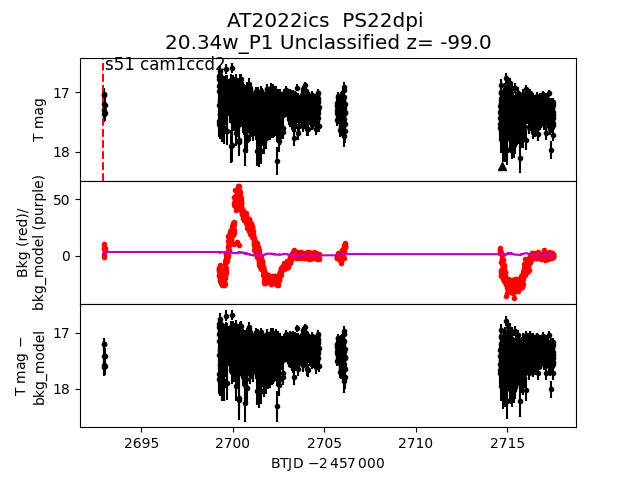 AT2022ics  PS22dpi
20.34w_P1 Unclassified z= -99.0
s51 cam1ccd2
T mag
17
18
Bkg (red)/
bkg_model (purple)
50
0
T mag −
bkg_model
17
18
2695
2700
2705
2710
2715
BTJD −2 457 000